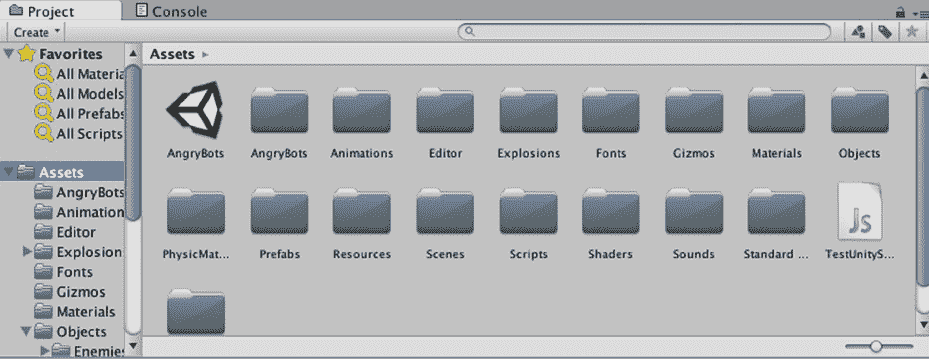 Project Console
Create
Favorites
All Materia
All Models
All Prefabs
All Scripts
Assets
AngryBots
Animation
Editor
Explosion
Fonts
Gizmos
Materials
Objects
Enemies
Assets
AngryBots AngryBots Animations Editor Explosions Fonts Gizmos Materials Objects
Js
PhysicMat... Prefabs Resources Scenes Scripts Shaders Sounds Standard ... TestUnityS...